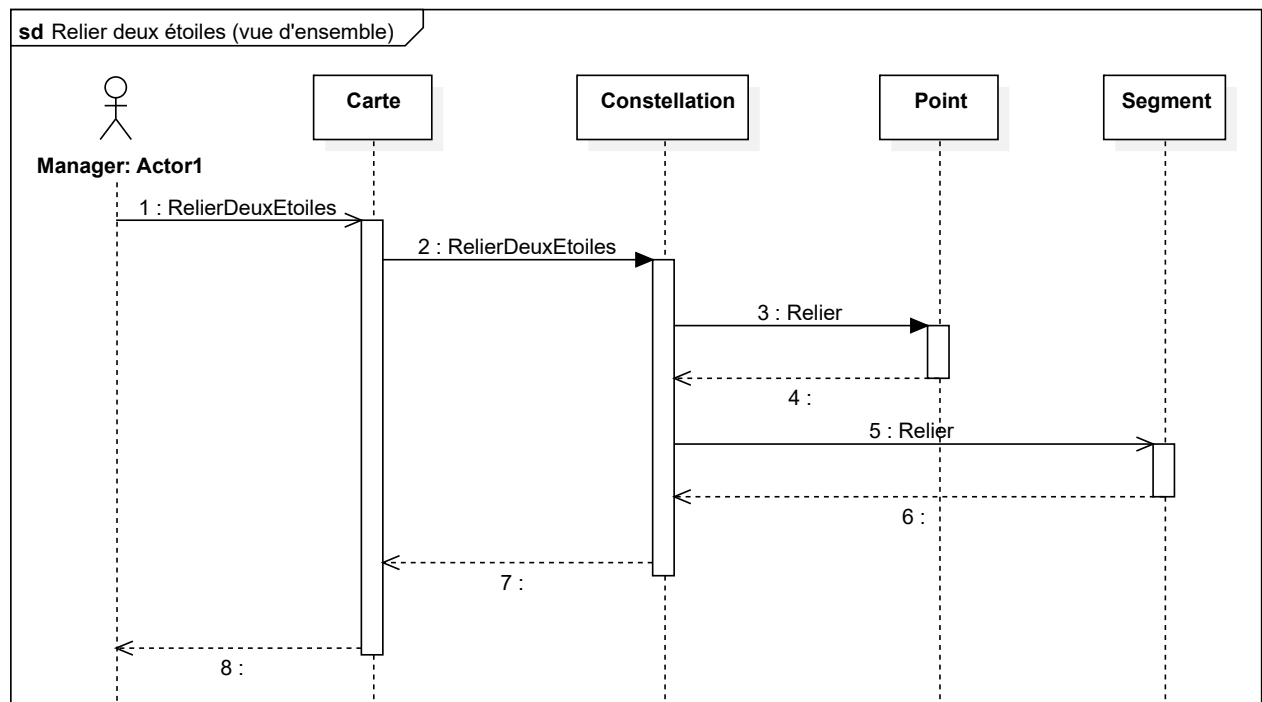 sd Relier deux étoiles (vue d'ensemble)
Carte
Constellation
Point
Segment
Manager: Actor1
1 : RelierDeuxEtoiles
2 : RelierDeuxEtoiles
3 : Relier
4 :
5 : Relier
6 :
7 :
8 :